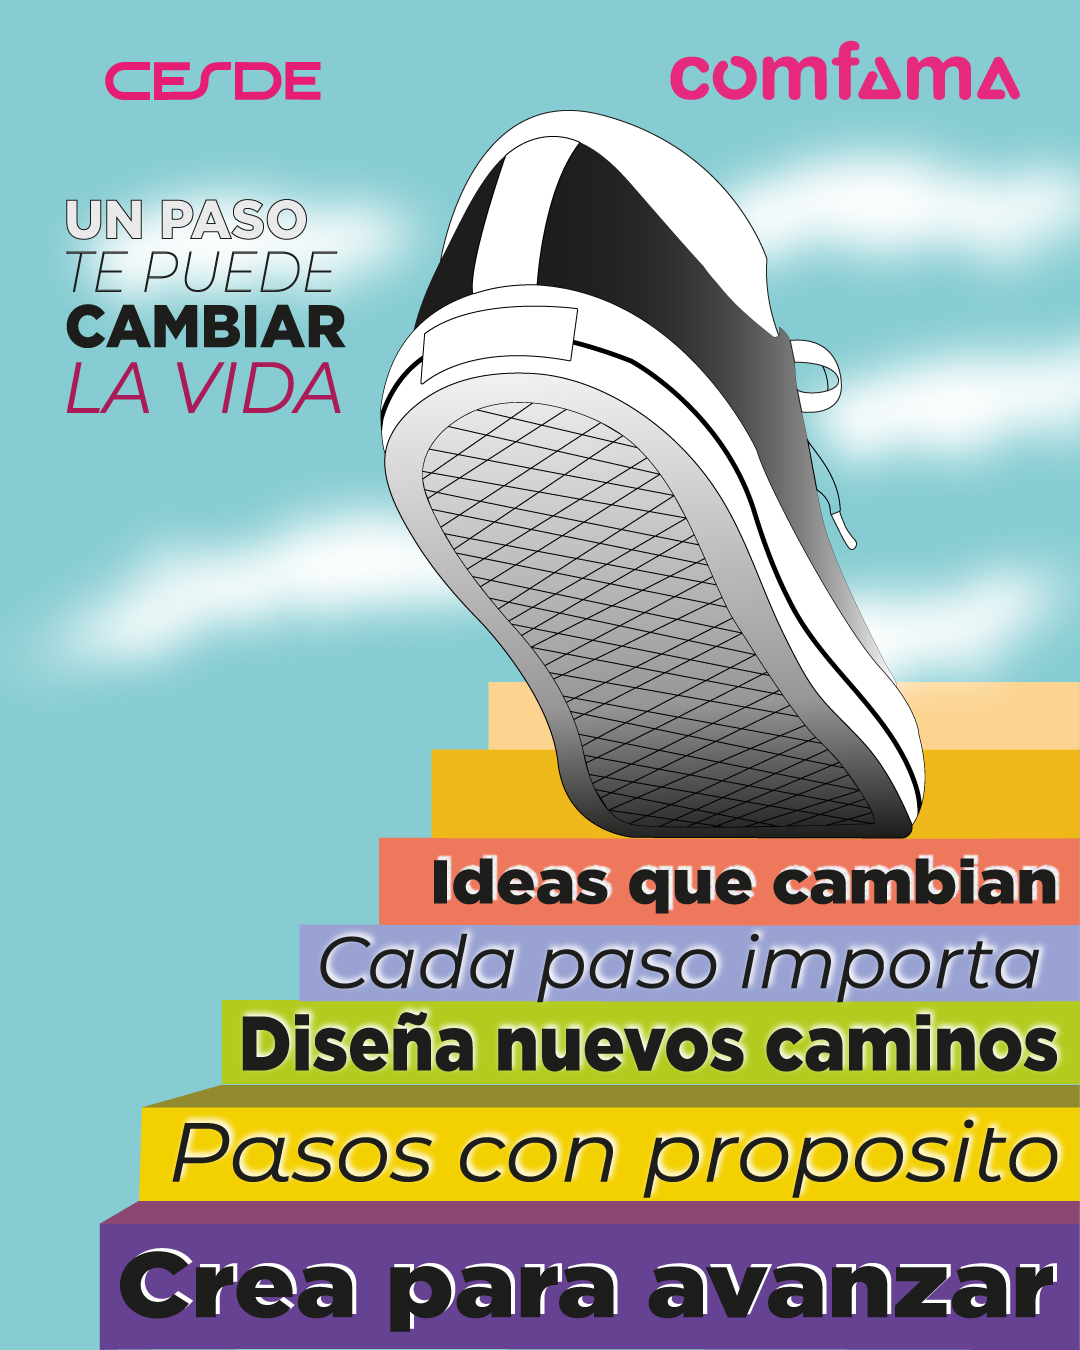 CESDE
comfama
UN PASO
TE PUEDE
CAMBIAR
LA VIDA
Ideas que cambian
Cada paso importa
Diseña nuevos caminos
Pasos con proposito
Crea para avanzar